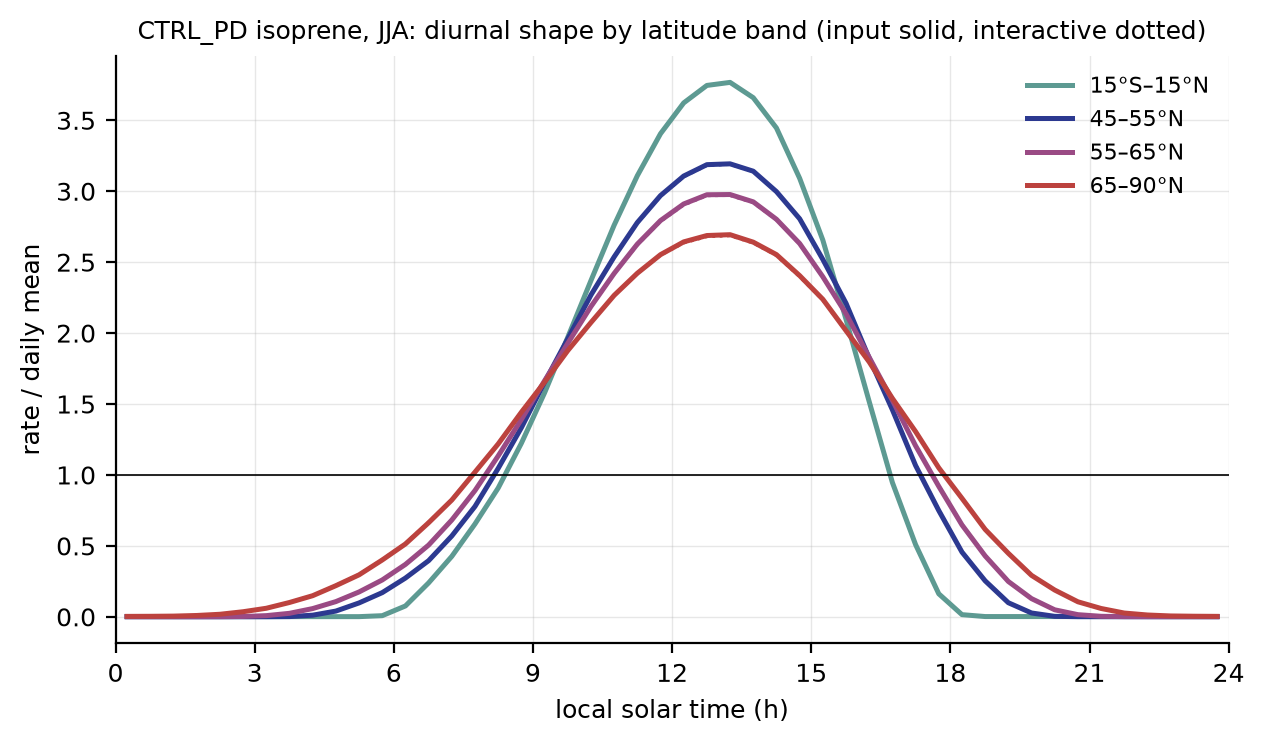 CTRL_PD isoprene, JJA: diurnal shape by latitude band (input solid, interactive dotted)
15°S–15°N
45–55°N
55–65°N
65–90°N
rate / daily mean
3.5
3.0
2.5
2.0
1.5
1.0
0.5
0.0
0 3 6 9 12 15 18 21 24
local solar time (h)